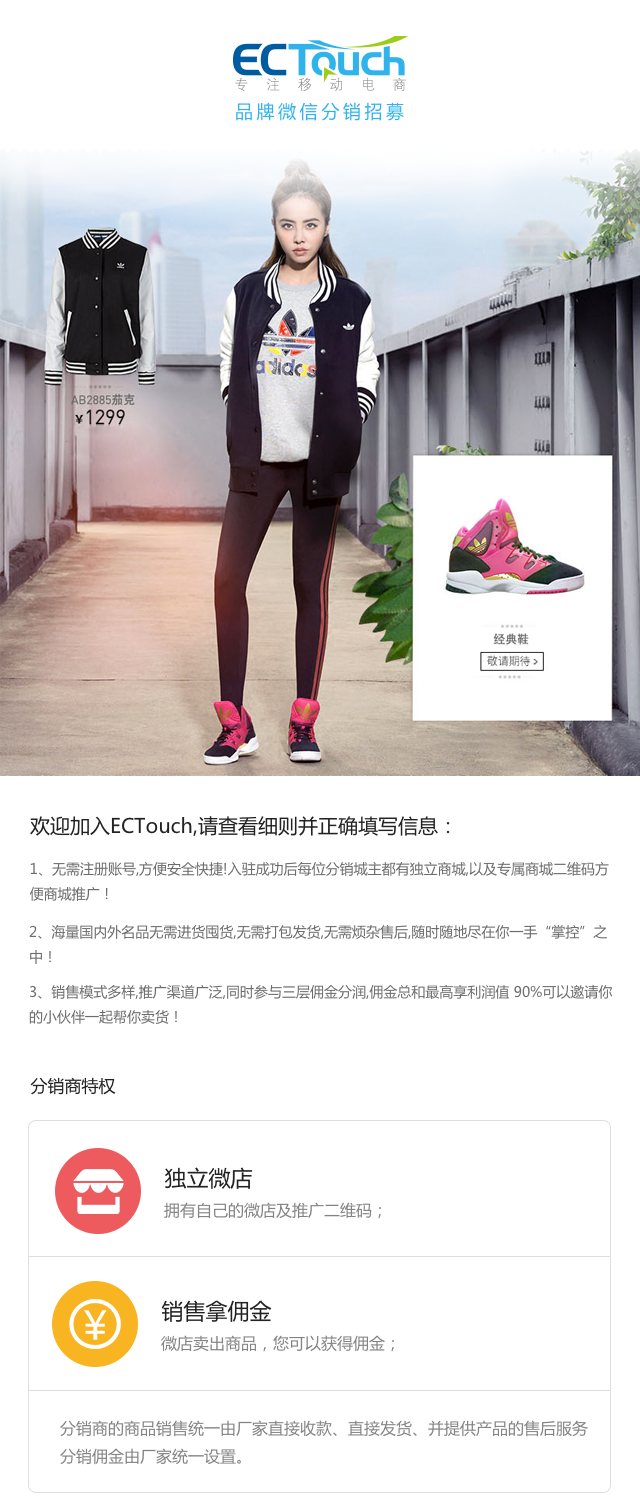 ECTouch
专注移动电商
品牌微信分销招募
AB2885茄克
¥1299
adidas
经典鞋
敬请期待 >
欢迎加入ECTouch,请查看细则并正确填写信息：
1、无需注册账号,方便安全快捷!入驻成功后每位分销城主都有独立商城,以及专属商城二维码方
便商城推广！
2、海量国内外名品无需进货囤货,无需打包发货,无需烦杂售后,随时随地尽在你一手“掌控”之
中！
3、销售模式多样,推广渠道广泛,同时参与三层佣金分润,佣金总和最高享利润值 90%可以邀请你
的小伙伴一起帮你卖货！
分销商特权
独立微店
拥有自己的微店及推广二维码；
¥
销售拿佣金
微店卖出商品，您可以获得佣金；
分销商的商品销售统一由厂家直接收款、直接发货、并提供产品的售后服务
分销佣金由厂家统一设置。